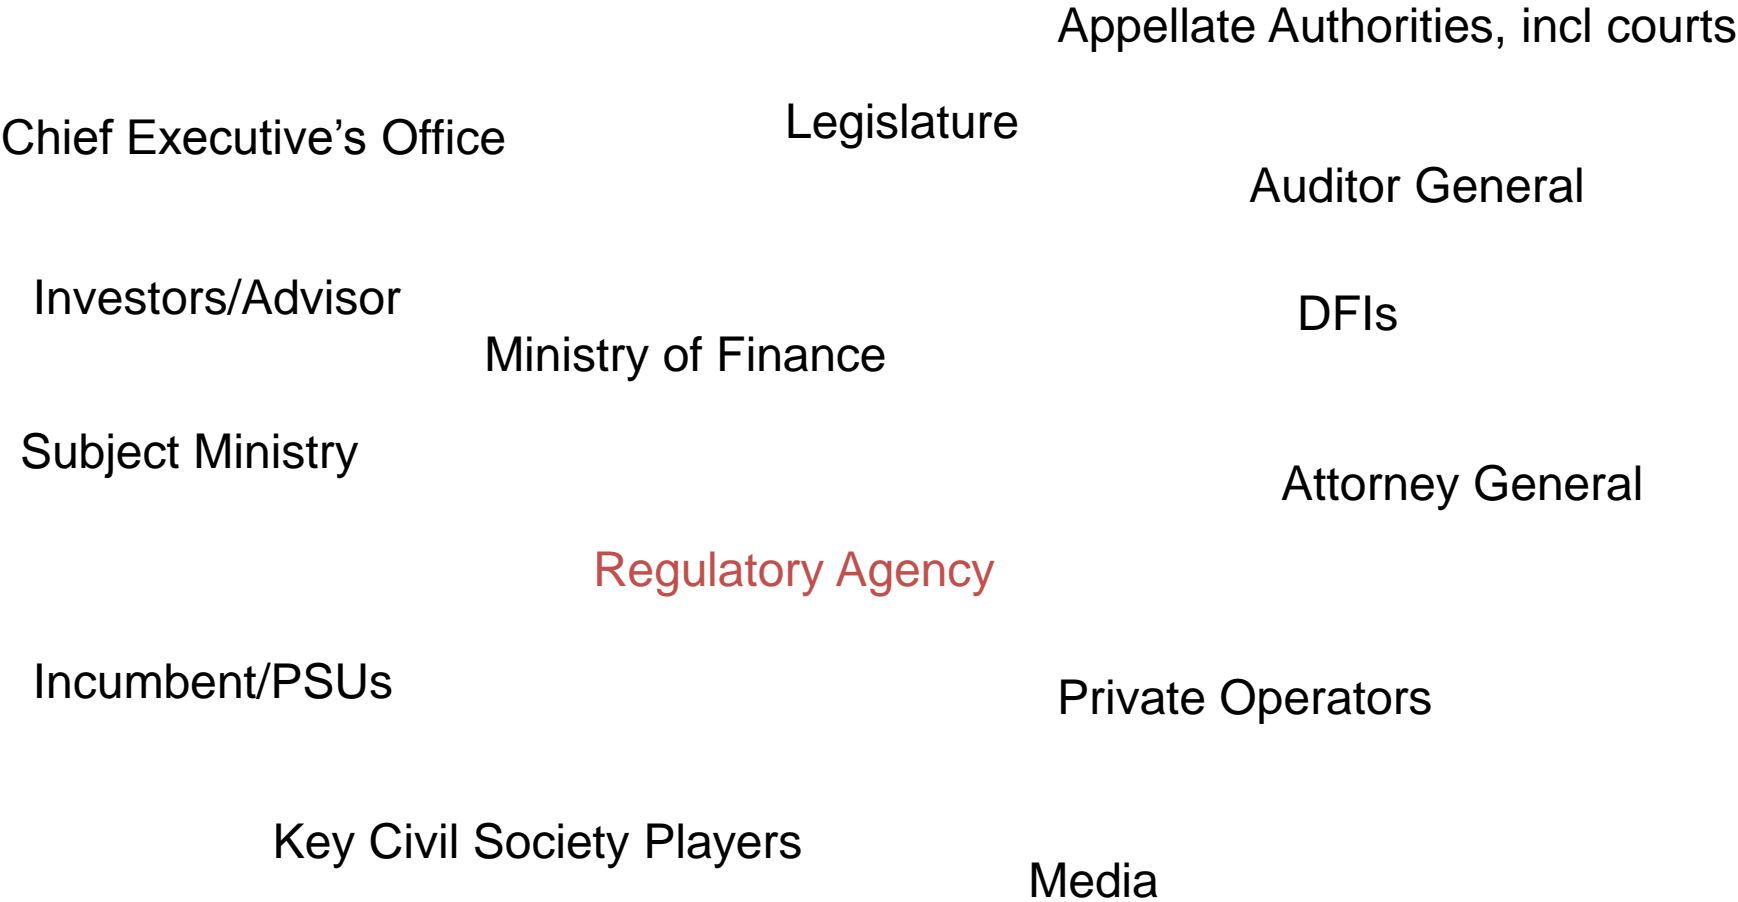 Appellate Authorities, incl courts
Legislature
Chief Executive’s Office
Auditor General
Investors/Advisor
DFIs
Ministry of Finance
Subject Ministry
Attorney General
Regulatory Agency
Incumbent/PSUs
Private Operators
Key Civil Society Players
Media